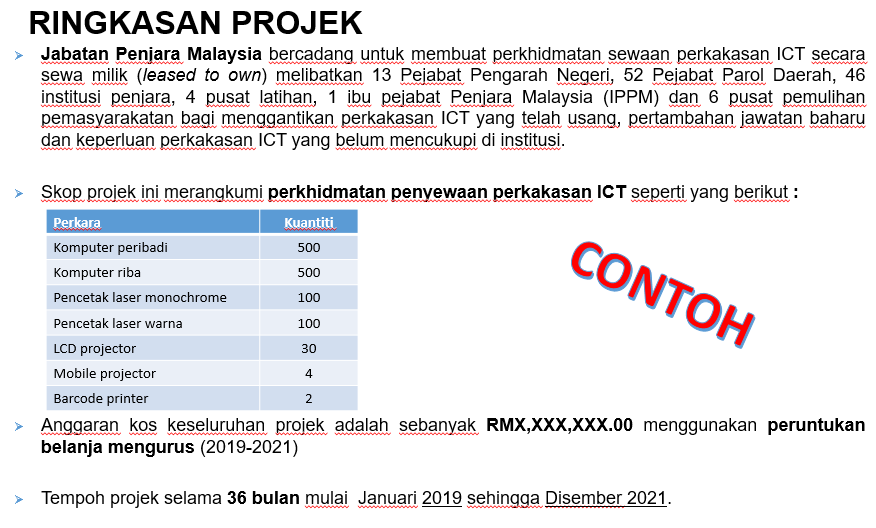 RINGKASAN PROJEK
Jabatan Penjara Malaysia bercadang untuk membuat perkhidmatan sewaan perkakasan ICT secara
sewa milik (leased to own) melibatkan 13 Pejabat Pengarah Negeri, 52 Pejabat Parol Daerah, 46
institusi penjara, 4 pusat latihan, 1 ibu pejabat Penjara Malaysia (IPPM) dan 6 pusat pemulihan
pemasyarakatan bagi menggantikan perkakasan ICT yang telah usang, pertambahan jawatan baharu
dan keperluan perkakasan ICT yang belum mencukupi di institusi.
Skop projek ini merangkumi perkhidmatan penyewaan perkakasan ICT seperti yang berikut :
Perkara Kuantiti
Komputer peribadi 500
Komputer riba 500
Pencetak laser monochrome 100
Pencetak laser warna 100
LCD projector 30
Mobile projector 4
Barcode printer 2
CONTOH
Anggaran kos keseluruhan projek adalah sebanyak RMX,XXX,XXX.00 menggunakan peruntukan
belanja mengurus (2019-2021)
Tempoh projek selama 36 bulan mulai Januari 2019 sehingga Disember 2021.